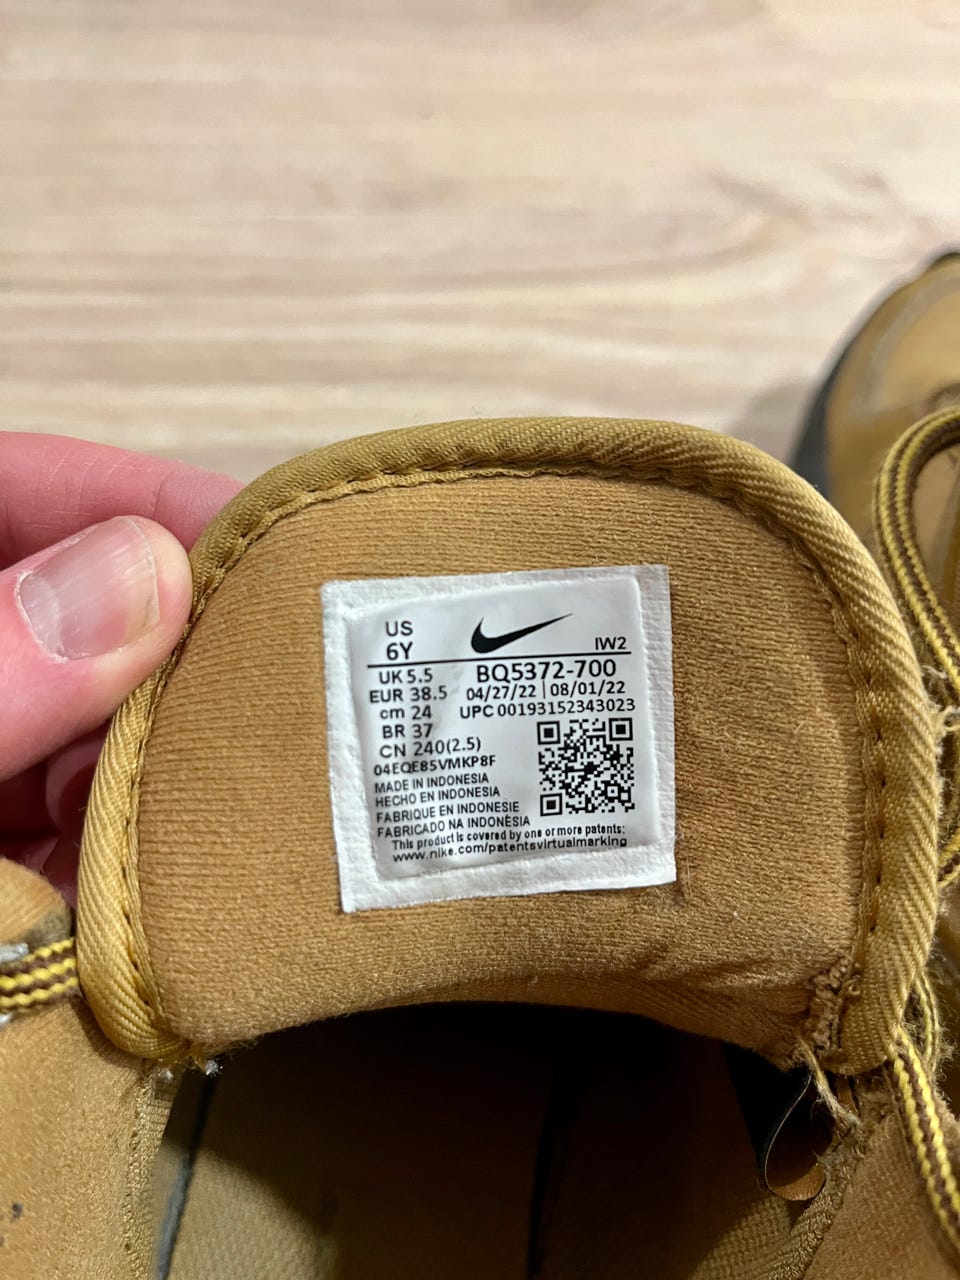 US
6Y
IW2
UK 5.5
BQ5372-700
EUR 38.5
04/27/22 | 08/01/22
cm 24
UPC 00193152343023
BR 37
CN 240(2.5)
04EQE85VMKP8F
MADE IN INDONESIA
HECHO EN INDONESIA
FABRIQUE EN INDONESIE
FABRICADO NA INDONÈSIA
This product is covered by one or more patents:
www.nike.com/patentsvirtualmarking